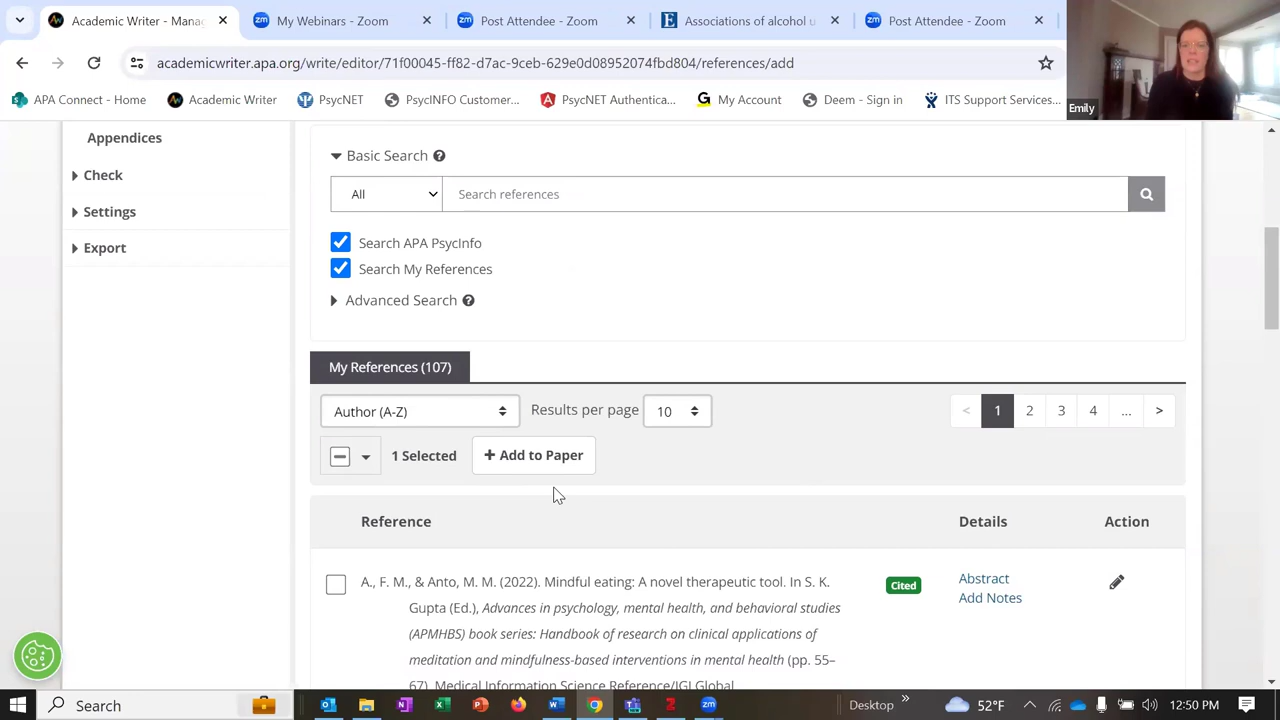 Academic Writer - Mana
My Webinars - Zoom
Post Attendee - Zoom
Associations of alcohol u
Post Attendee - Zoom
academicwriter.apa.org/write/editor/71f00045-ff82-d7ac-9ceb-629e0d08952074fbd804/references/add
APA Connect - Home
Academic Writer
PsycNET
PsycINFO Customer...
PsycNET Authentica...
My Account
Deem - Sign in
ITS Support Services...
Emily
Appendices
Check
Settings
Export
Basic Search
All
Search references
Search APA PsycInfo
Search My References
Advanced Search
My References (107)
Author (A-Z)
Results per page
10
< 1 2 3 4 ... >
1 Selected
+ Add to Paper
Reference
Details
Action
A., F. M., & Anto, M. M. (2022). Mindful eating: A novel therapeutic tool. In S. K.
Gupta (Ed.), Advances in psychology, mental health, and behavioral studies
(APMHBS) book series: Handbook of research on clinical applications of
meditation and mindfulness-based interventions in mental health (pp. 55–
67). Medical Information Science Reference/IGI Global.
Cited
Abstract
Add Notes
Search
Desktop
52°F
12:50 PM